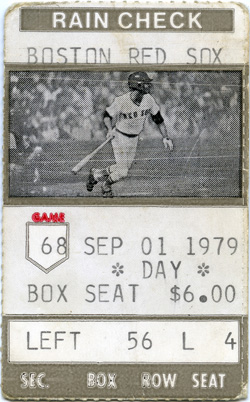 RAIN CHECK
BOSTON RED SOX
RED SOX
GAME
68 SEP 01 1979
* DAY *
BOX SEAT $6.00
LEFT 56 L 4
SEC. BOX ROW SEAT